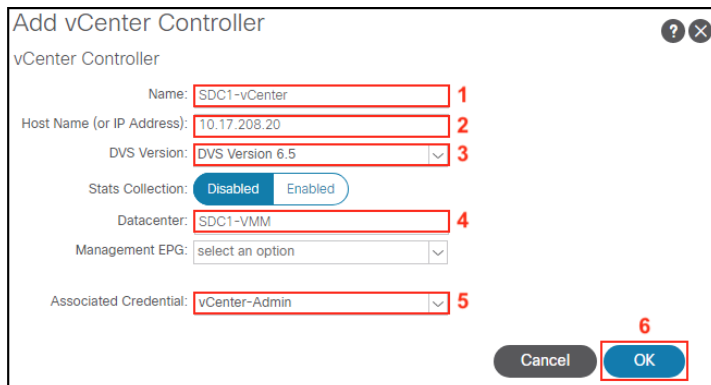 Add vCenter Controller
? X
vCenter Controller
Name: SDC1-vCenter 1
Host Name (or IP Address): 10.17.208.20 2
DVS Version: DVS Version 6.5 3
Stats Collection: Disabled Enabled
Datacenter: SDC1-VMM 4
Management EPG: select an option
Associated Credential: vCenter-Admin 5
6
Cancel OK